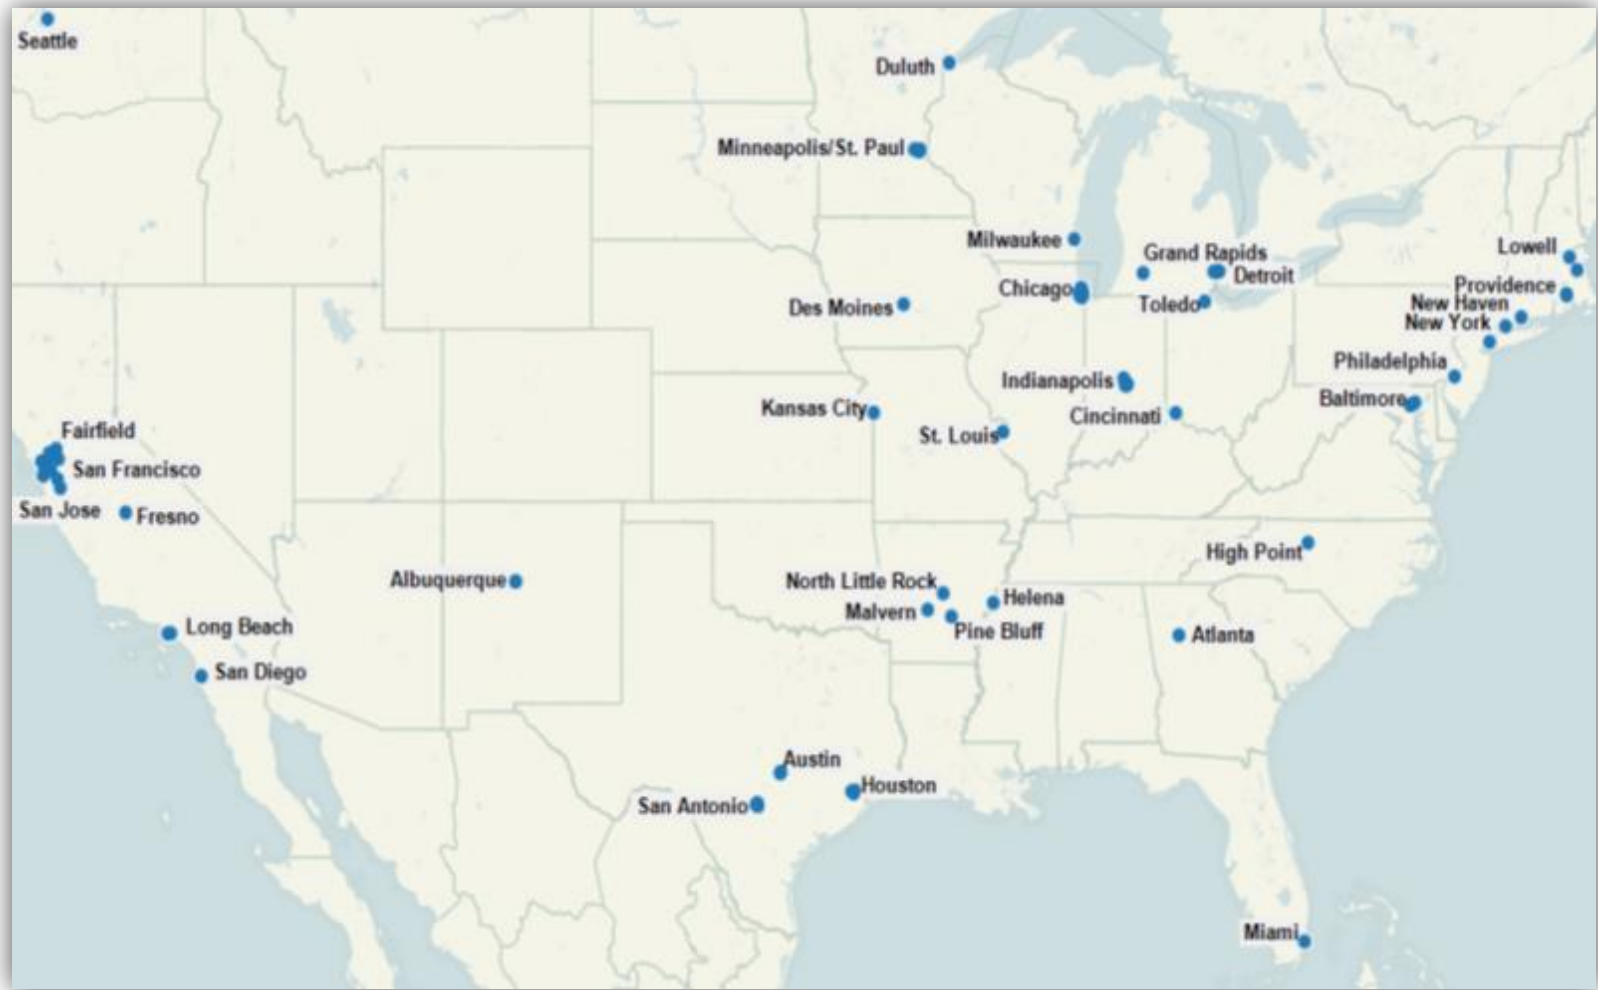 Seattle
Duluth
Minneapolis/St. Paul
Milwaukee
Grand Rapids
Lowell
Detroit
Chicago
Providence
Des Moines
Toledo
New Haven
New York
Philadelphia
Indianapolis
Baltimore
Kansas City
Cincinnati
Fairfield
St. Louis
San Francisco
San Jose
Fresno
High Point
Albuquerque
North Little Rock
Helena
Malvern
Long Beach
Pine Bluff
Atlanta
San Diego
Austin
Houston
San Antonio
Miami